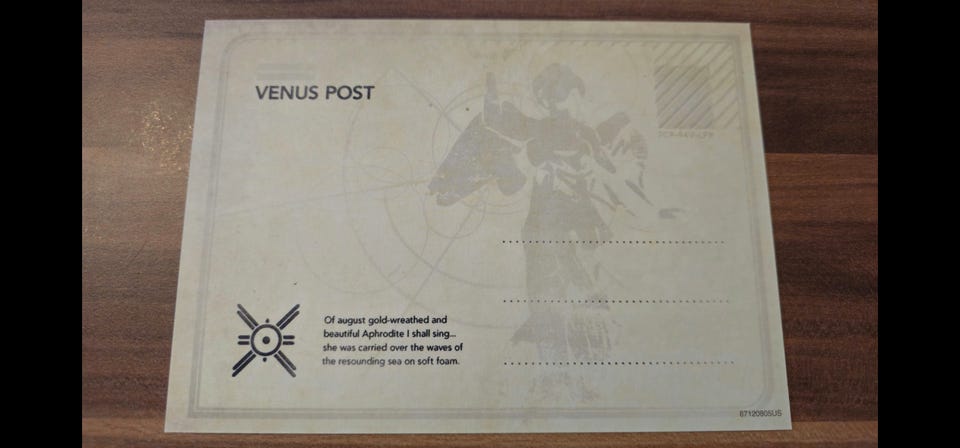 VENUS POST
Of august gold-wreathed and
beautiful Aphrodite I shall sing...
she was carried over the waves of
the resounding sea on soft foam.
87120805US